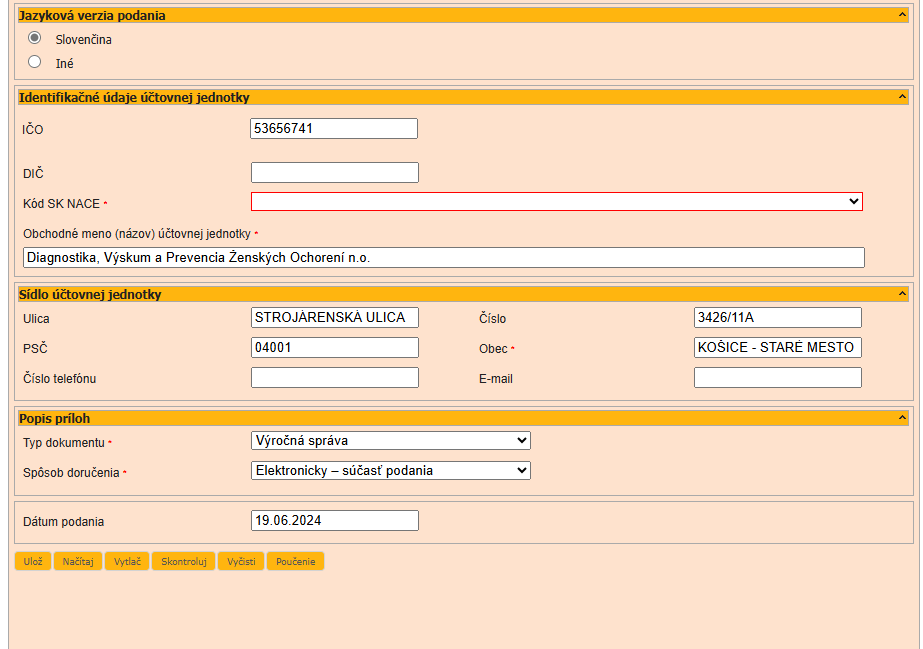 Jazyková verzia podania
Slovenčina
Iné
Identifikačné údaje účtovnej jednotky
IČO 53656741
DIČ
Kód SK NACE *
Obchodné meno (názov) účtovnej jednotky *
Diagnostika, Výskum a Prevencia Ženských Ochorení n.o.
Sídlo účtovnej jednotky
Ulica STROJÁRENSKÁ ULICA Číslo 3426/11A
PSČ 04001 Obec * KOŠICE - STARÉ MESTO
Číslo telefónu E-mail
Popis príloh
Typ dokumentu * Výročná správa
Spôsob doručenia * Elektronicky – súčasť podania
Dátum podania 19.06.2024
Ulož Načítaj Vytlač Skontroluj Vyčisti Poučenie